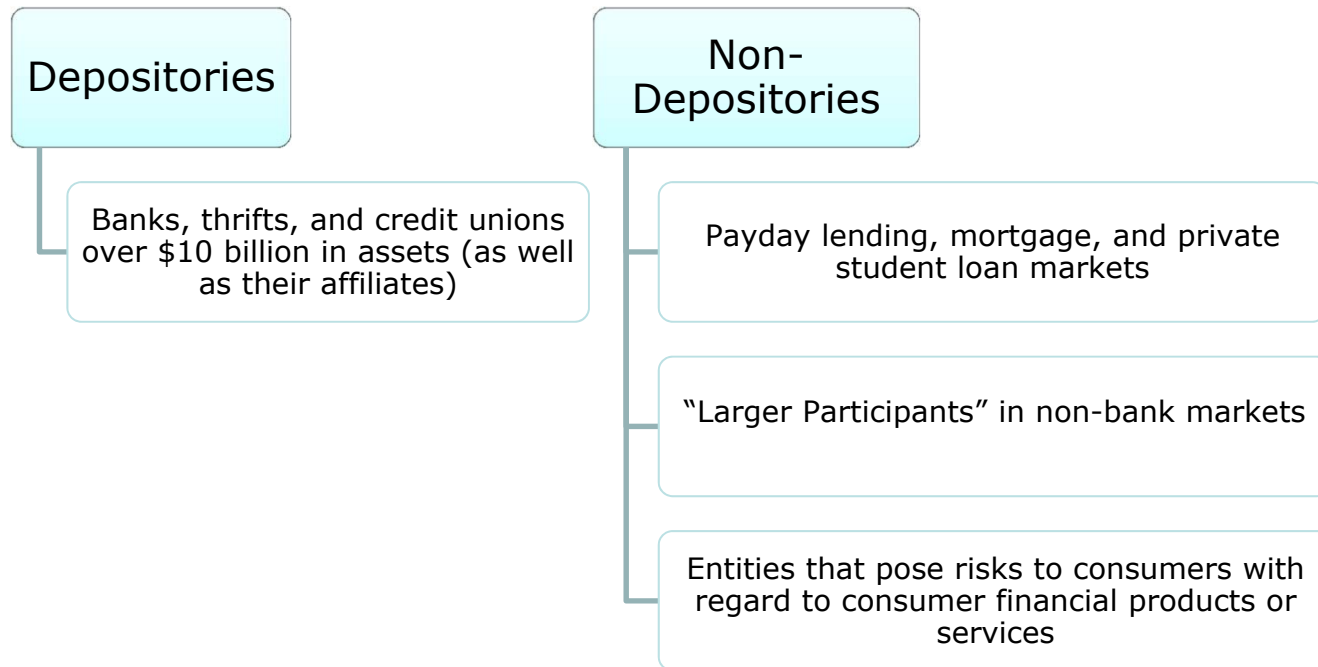 Depositories
Banks, thrifts, and credit unions
over $10 billion in assets (as well
as their affiliates)
Non-
Depositories
Payday lending, mortgage, and private
student loan markets
“Larger Participants” in non-bank markets
Entities that pose risks to consumers with
regard to consumer financial products or
services